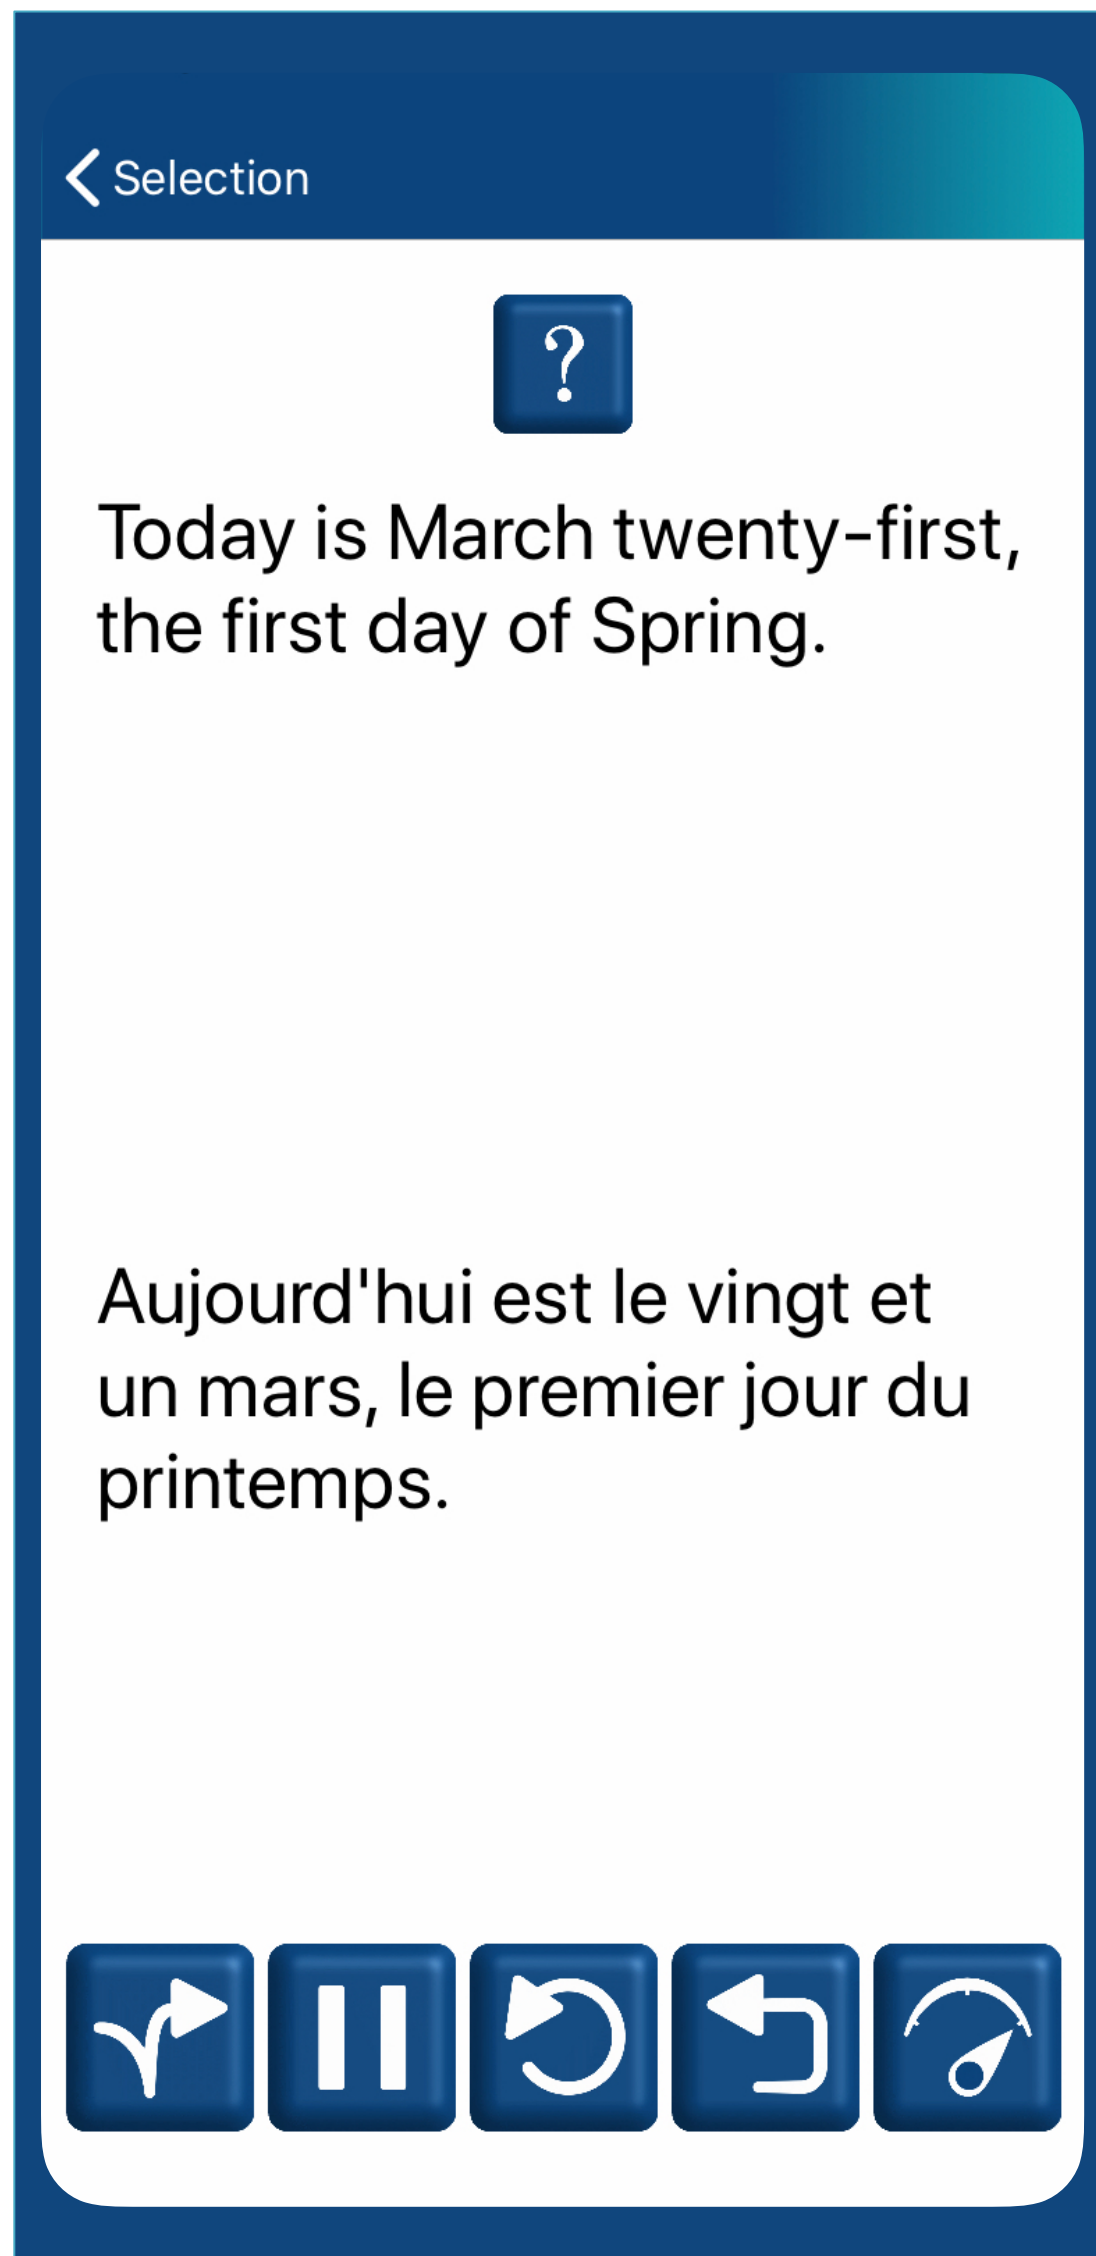 Selection
?
Today is March twenty-first,
the first day of Spring.
Aujourd'hui est le vingt et
un mars, le premier jour du
printemps.